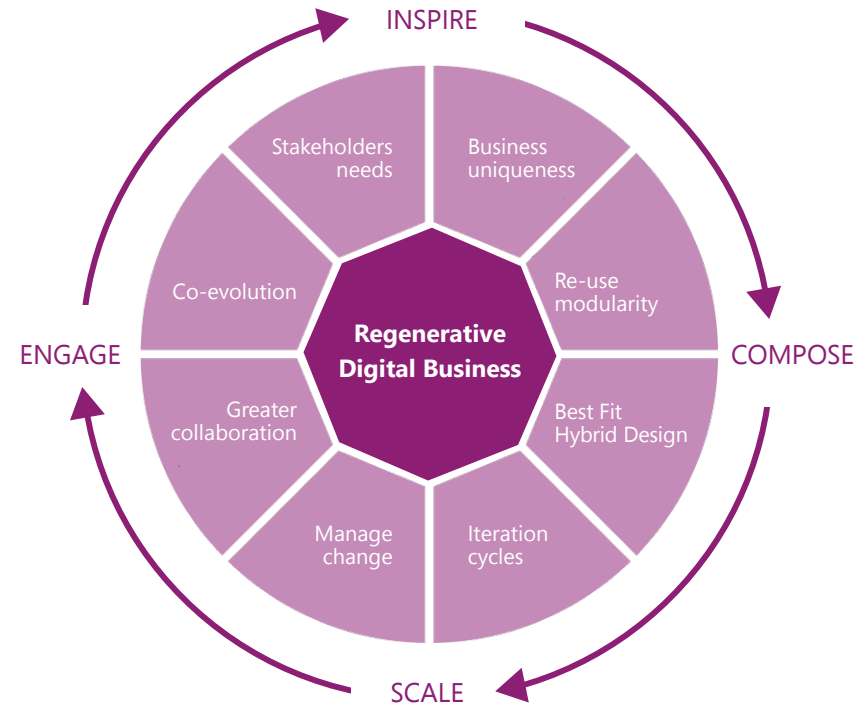 INSPIRE
Stakeholders
needs
Business
uniqueness
Co-evolution
Re-use
modularity
Regenerative
Digital Business
ENGAGE
COMPOSE
Greater
collaboration
Best Fit
Hybrid Design
Manage
change
Iteration
cycles
SCALE